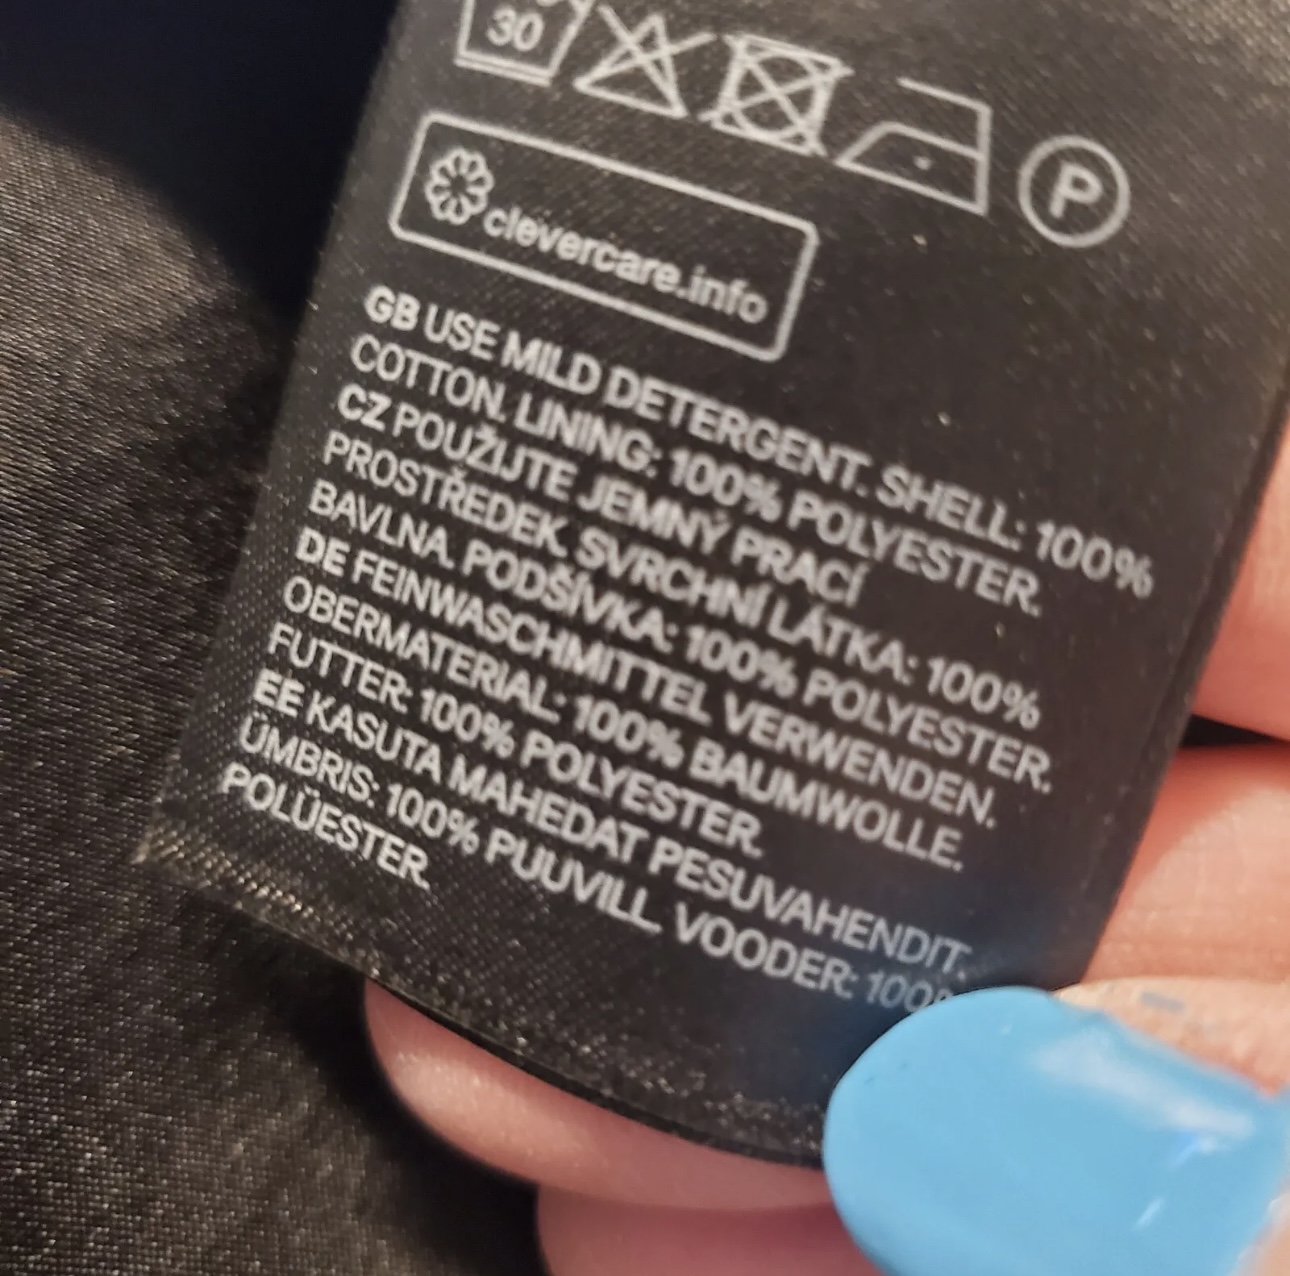 30
P
clevercare.info
GB USE MILD DETERGENT. SHELL: 100%
COTTON. LINING: 100% POLYESTER.
CZ POUŽIJTE JEMNÝ PRACÍ
PROSTŘEDEK. SVRCHNÍ LÁTKA: 100%
BAVLNA. PODŠÍVKA: 100% POLYESTER.
DE FEINWASCHMITTEL VERWENDEN.
OBERMATERIAL: 100% BAUMWOLLE.
FUTTER: 100% POLYESTER.
EE KASUTA MAHEDAT PESUVAHENDIT.
ÜMBRIS: 100% PUUVILL. VOODER: 100%
POLÜESTER.